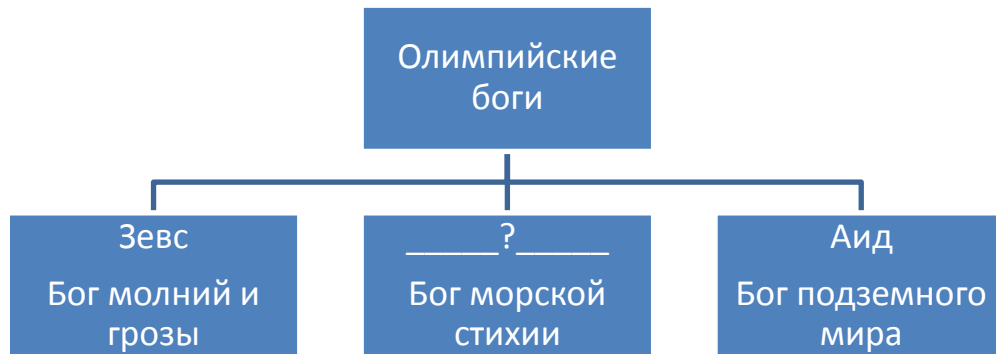 Олимпийские
боги
Зевс
Бог молний и
грозы
_____?_____
Бог морской
стихии
Аид
Бог подземного
мира